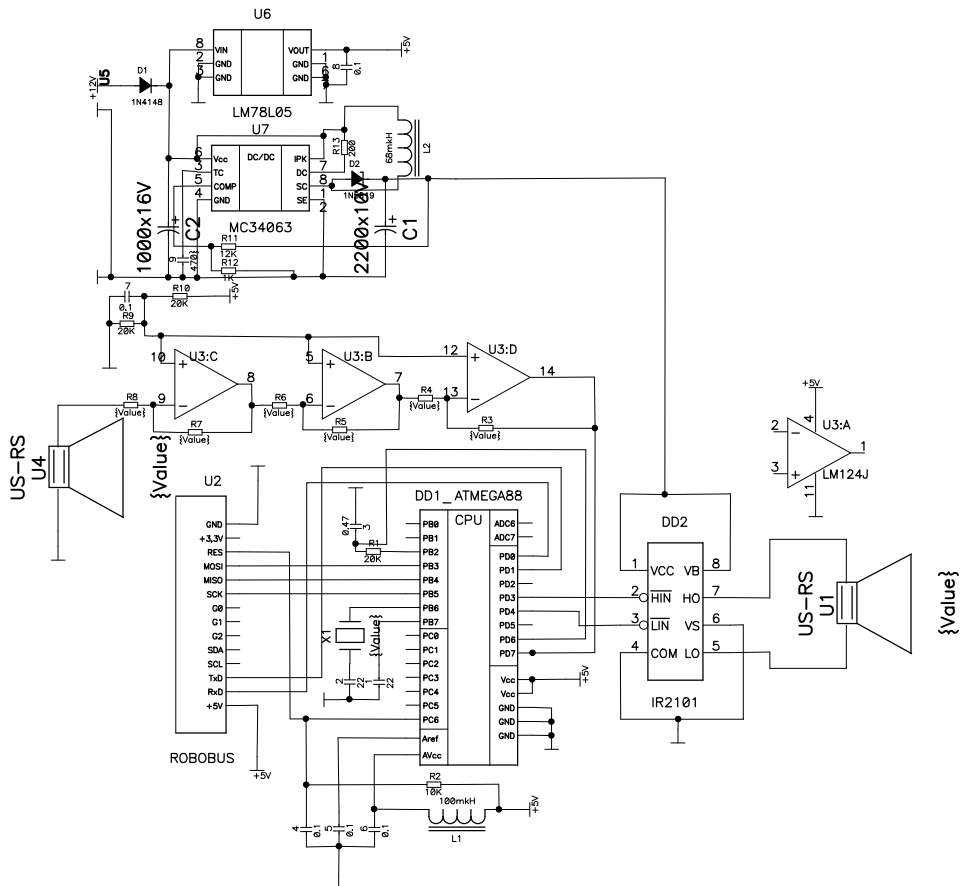 U6
8 VIN VOUT 1
2 GND GND
3 GND GND
+5V
8 0.1
U5
+12V
D1
1N4148
LM78L05
U7
6 Vcc DC/DC IPK
3 TC DC 7
5 COMP SC 8
4 GND SE 1
2
MC34063
R13
200
68mkH
L2
D2
1N5819
1000x16V
C2
9 470
2200x10V
C1
R11
12K
R12
1K
7
0.1
R10
20K
+5V
R9
20K
10
U3:C
8
9
5
U3:B
7
6
12
U3:D
14
13
R8
{Value}
R7
{Value}
R6
{Value}
R5
{Value}
R4
{Value}
R3
{Value}
US-RS
U4
{Value}
+5V
4
2
U3:A
1
3
LM124J
11
U2
GND
+3,3V
RES
MOSI
MISO
SCK
G0
G1
G2
SDA
SCL
TxD
RxD
+5V
ROBOBUS
+5V
0.47
3
R1
20K
X1
{Value}
2 22
1 22
DD1_ATMEGA88
CPU
PB0 ADC6
PB1 ADC7
PB2 PD0
PB3 PD1
PB4 PD2
PB5 PD3
PB6 PD4
PB7 PD5
PC0 PD6
PC1 PD7
PC2
PC3 Vcc
PC4 Vcc
PC5 GND
PC6 GND
Aref GND
AVcc
+5V
R2
10K
100mkH
L1
+5V
4 0.1
5 0.1
6 0.1
DD2
1 VCC VB 8
2 HIN HO 7
3 LIN VS 6
4 COM LO 5
IR2101
US-RS
U1
{Value}